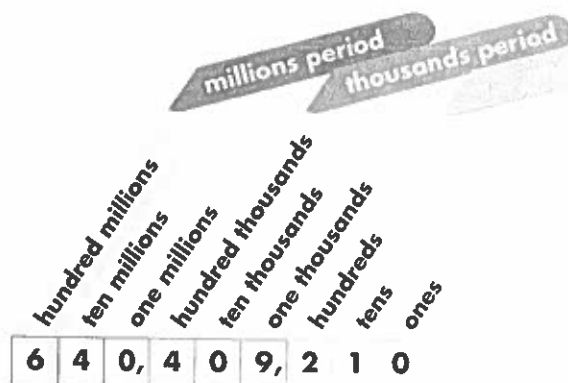 millions period
thousands period
hundred millions
ten millions
one millions
hundred thousands
ten thousands
one thousands
hundreds
tens
ones
6 4 0, 4 0 9, 2 1 0